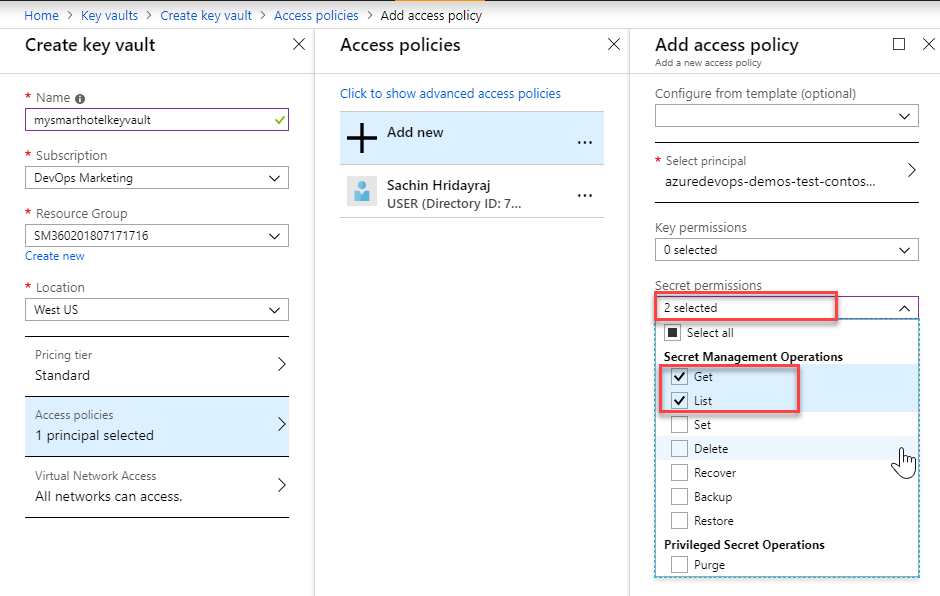 Home > Key vaults > Create key vault > Access policies > Add access policy
Create key vault
* Name
mysmarthotelkeyvault
* Subscription
DevOps Marketing
* Resource Group
SM360201807171716
Create new
* Location
West US
Pricing tier
Standard
Access policies
1 principal selected
Virtual Network Access
All networks can access.
Access policies
Click to show advanced access policies
Add new
...
Sachin Hridayraj
...
USER (Directory ID: 7...
Add access policy
Add a new access policy
Configure from template (optional)
* Select principal
azuredevops-demos-test-contos...
Key permissions
0 selected
Secret permissions
2 selected
Select all
Secret Management Operations
Get
List
Set
Delete
Recover
Backup
Restore
Privileged Secret Operations
Purge